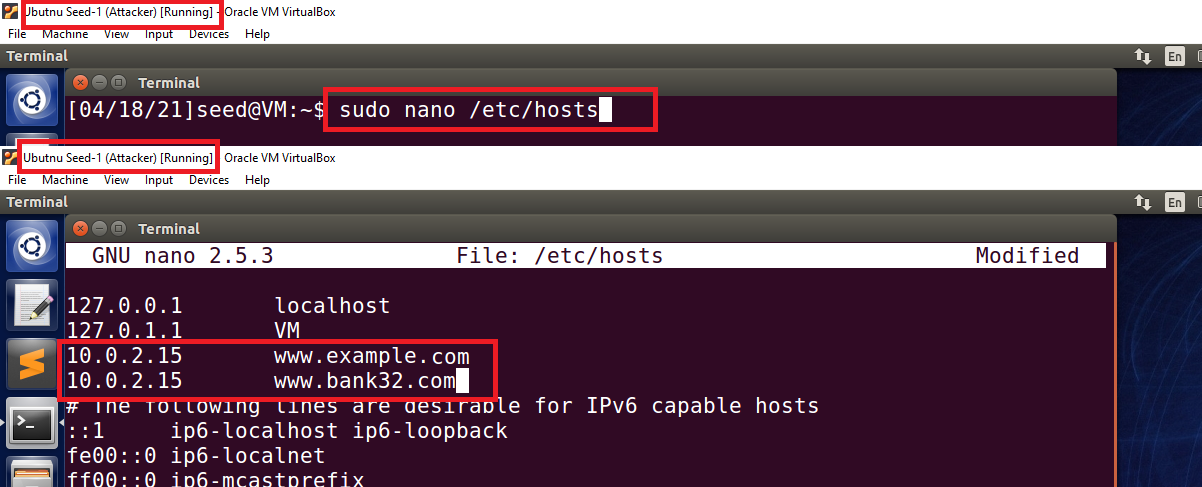 Ubutnu Seed-1 (Attacker) [Running] - Oracle VM VirtualBox
File Machine View Input Devices Help
Terminal En
Terminal
[04/18/21]seed@VM:~$ sudo nano /etc/hosts
Ubutnu Seed-1 (Attacker) [Running] Oracle VM VirtualBox
File Machine View Input Devices Help
Terminal En
Terminal
GNU nano 2.5.3 File: /etc/hosts Modified
127.0.0.1 localhost
127.0.1.1 VM
10.0.2.15 www.example.com
10.0.2.15 www.bank32.com
# The following lines are desirable for IPv6 capable hosts
::1 ip6-localhost ip6-loopback
fe00::0 ip6-localnet
ff00::0 ip6-mcastprefix